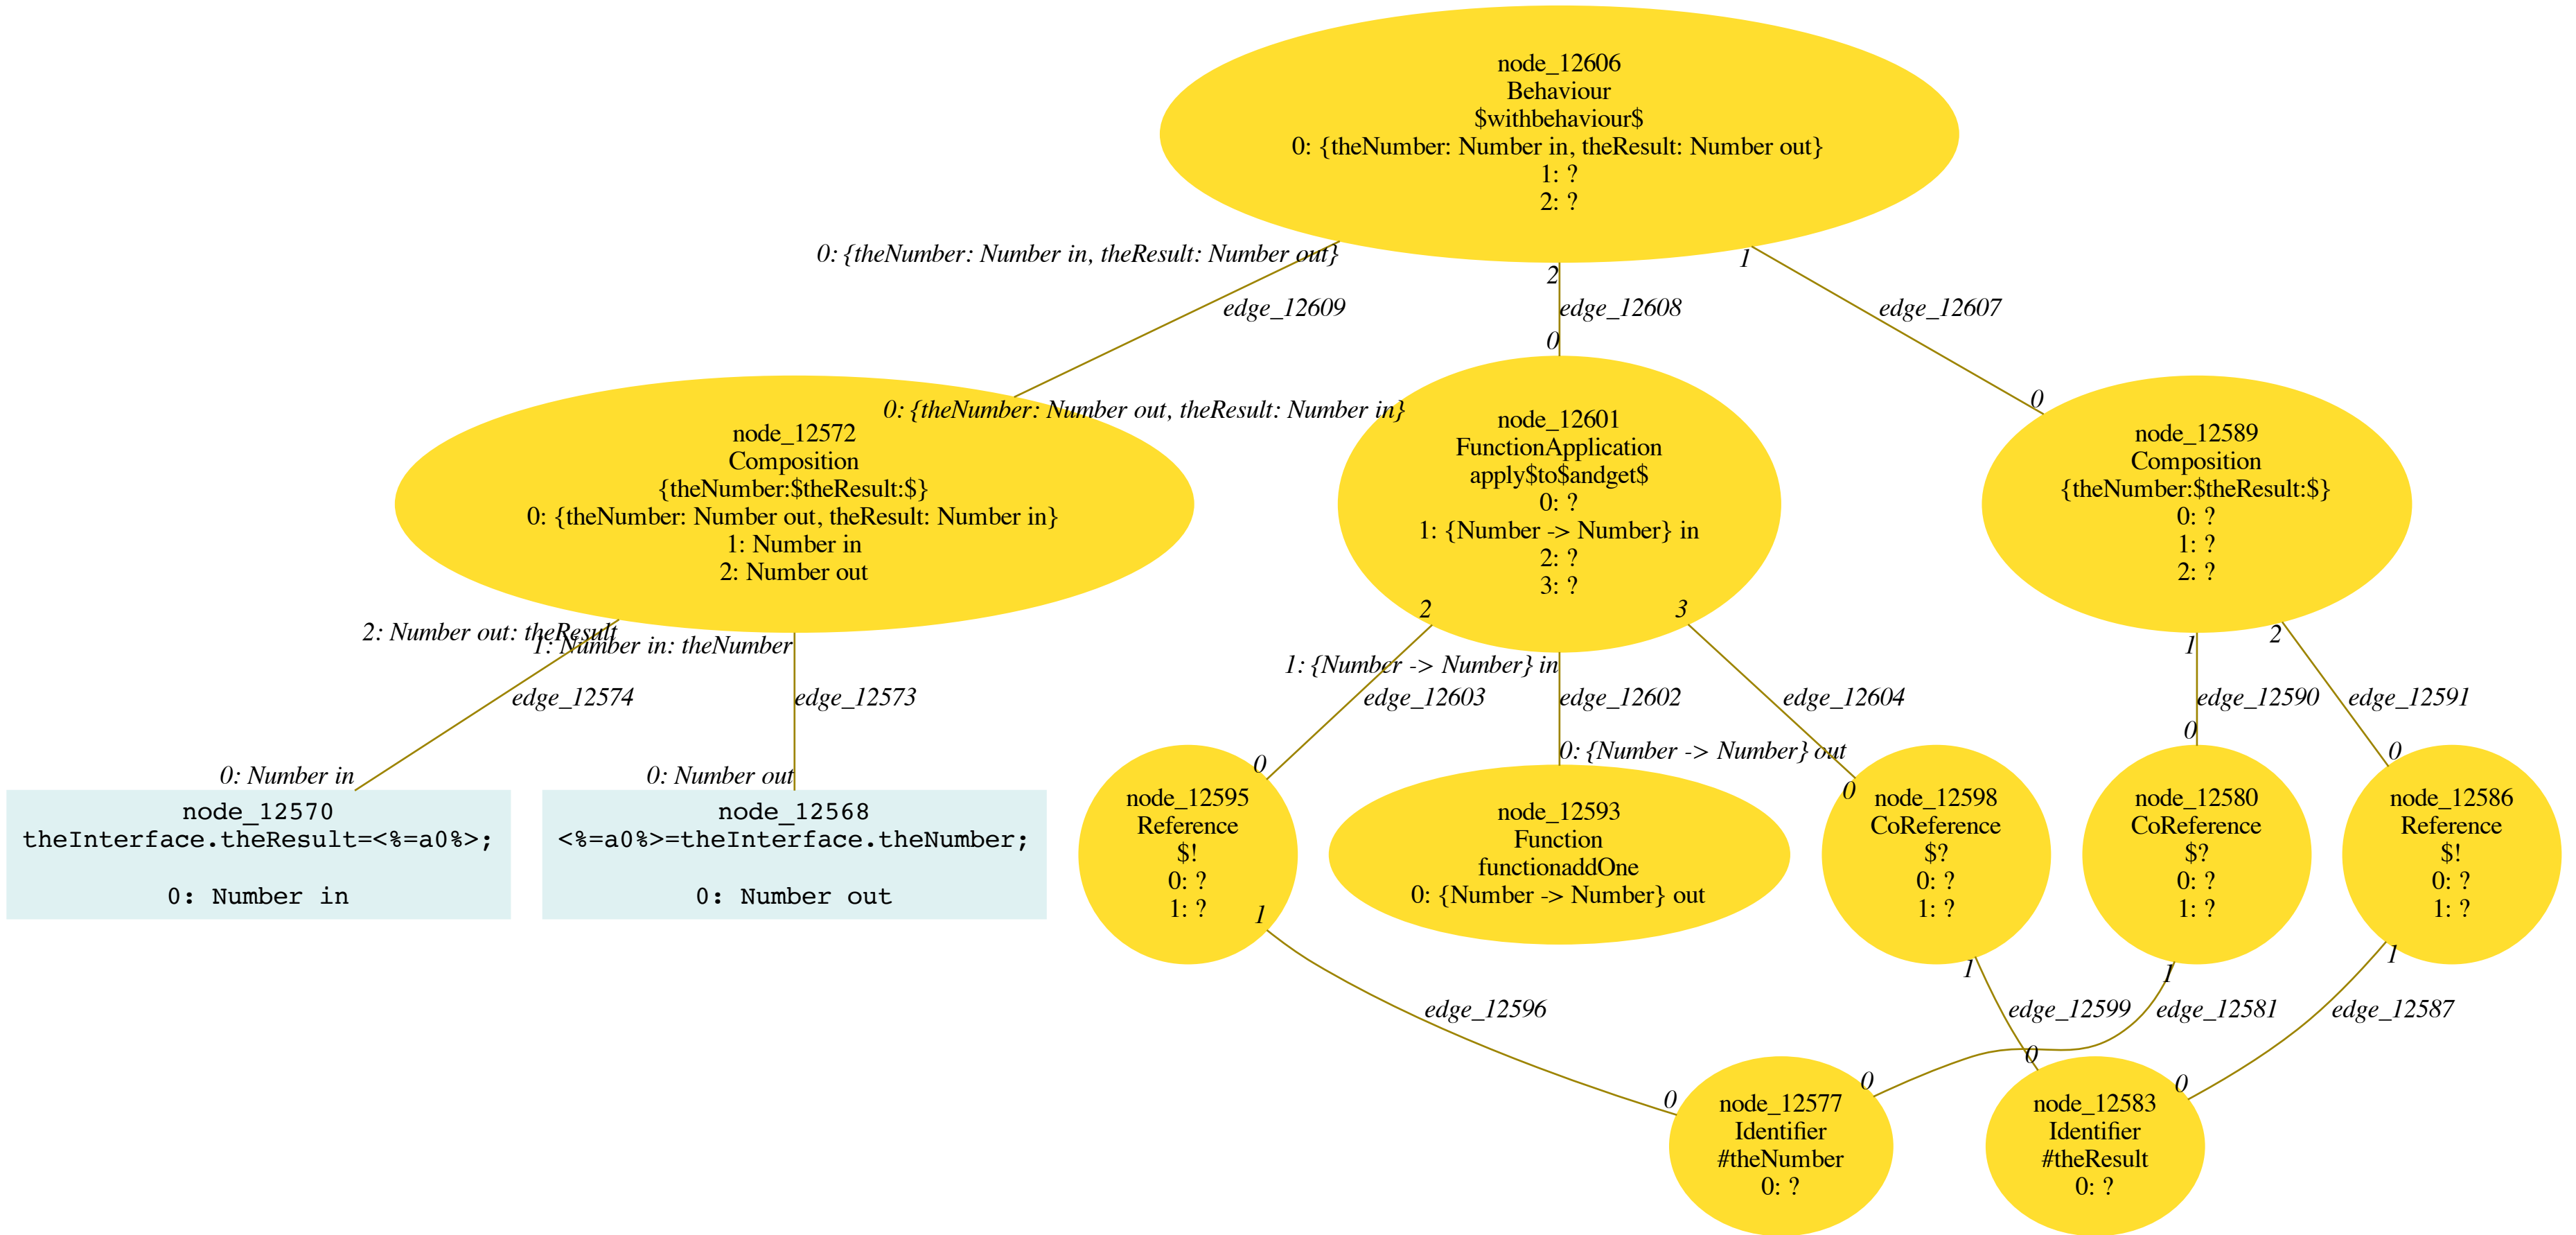 node_12606
Behaviour
$withbehaviour$
0: {theNumber: Number in, theResult: Number out}
1: ?
2: ?
0: {theNumber: Number in, theResult: Number out}
2
1
edge_12609
edge_12608
edge_12607
0
0
0: {theNumber: Number out, theResult: Number in}
node_12572
Composition
{theNumber:$theResult:$}
0: {theNumber: Number out, theResult: Number in}
1: Number in
2: Number out
node_12601
FunctionApplication
apply$to$andget$
0: ?
1: {Number -> Number} in
2: ?
3: ?
node_12589
Composition
{theNumber:$theResult:$}
0: ?
1: ?
2: ?
2: Number out: theResult
1: Number in: theNumber
2
1: {Number -> Number} in
3
1
2
edge_12574
edge_12573
edge_12603
edge_12602
edge_12604
edge_12590
edge_12591
0: Number in
0: Number out
0
0: {Number -> Number} out
0
0
0
node_12570
theInterface.theResult=<%=a0%>;
0: Number in
node_12568
<%=a0%>=theInterface.theNumber;
0: Number out
node_12595
Reference
$!
0: ?
1: ?
node_12593
Function
functionaddOne
0: {Number -> Number} out
node_12598
CoReference
$?
0: ?
1: ?
node_12580
CoReference
$?
0: ?
1: ?
node_12586
Reference
$!
0: ?
1: ?
1
1
1
1
edge_12596
edge_12599
edge_12581
edge_12587
0
0
0
0
node_12577
Identifier
#theNumber
0: ?
node_12583
Identifier
#theResult
0: ?